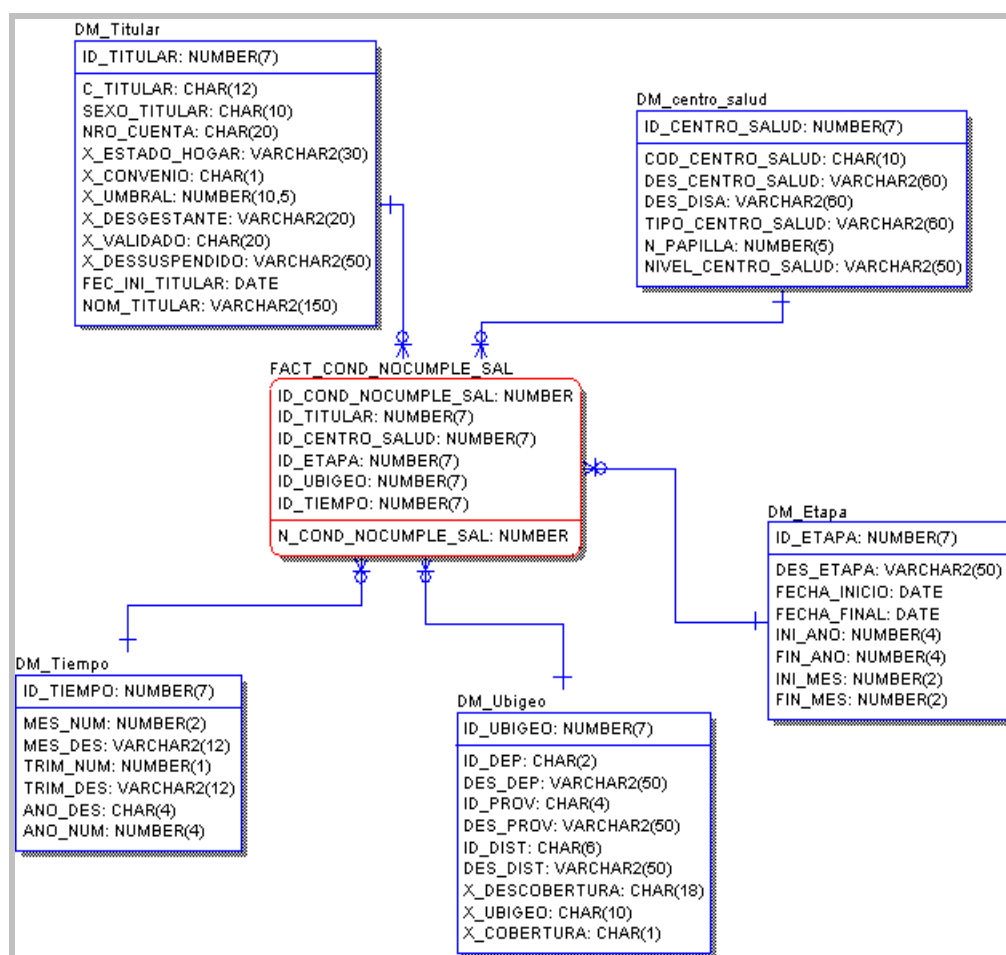 DM_Titular
ID_TITULAR: NUMBER(7)
C_TITULAR: CHAR(12)
SEXO_TITULAR: CHAR(10)
NRO_CUENTA: CHAR(20)
X_ESTADO_HOGAR: VARCHAR2(30)
X_CONVENIO: CHAR(1)
X_UMBRAL: NUMBER(10,5)
X_DESGESTANTE: VARCHAR2(20)
X_VALIDADO: CHAR(20)
X_DESSUSPENDIDO: VARCHAR2(50)
FEC_INI_TITULAR: DATE
NOM_TITULAR: VARCHAR2(150)
DM_centro_salud
ID_CENTRO_SALUD: NUMBER(7)
COD_CENTRO_SALUD: CHAR(10)
DES_CENTRO_SALUD: VARCHAR2(60)
DES_DISA: VARCHAR2(60)
TIPO_CENTRO_SALUD: VARCHAR2(60)
N_PAPILLA: NUMBER(5)
NIVEL_CENTRO_SALUD: VARCHAR2(50)
FACT_COND_NOCUMPLE_SAL
ID_COND_NOCUMPLE_SAL: NUMBER
ID_TITULAR: NUMBER(7)
ID_CENTRO_SALUD: NUMBER(7)
ID_ETAPA: NUMBER(7)
ID_UBIGEO: NUMBER(7)
ID_TIEMPO: NUMBER(7)
N_COND_NOCUMPLE_SAL: NUMBER
DM_Etapa
ID_ETAPA: NUMBER(7)
DES_ETAPA: VARCHAR2(50)
FECHA_INICIO: DATE
FECHA_FINAL: DATE
INI_ANO: NUMBER(4)
FIN_ANO: NUMBER(4)
INI_MES: NUMBER(2)
FIN_MES: NUMBER(2)
DM_Tiempo
ID_TIEMPO: NUMBER(7)
MES_NUM: NUMBER(2)
MES_DES: VARCHAR2(12)
TRIM_NUM: NUMBER(1)
TRIM_DES: VARCHAR2(12)
ANO_DES: CHAR(4)
ANO_NUM: NUMBER(4)
DM_Ubigeo
ID_UBIGEO: NUMBER(7)
ID_DEP: CHAR(2)
DES_DEP: VARCHAR2(50)
ID_PROV: CHAR(4)
DES_PROV: VARCHAR2(50)
ID_DIST: CHAR(6)
DES_DIST: VARCHAR2(50)
X_DESCOBERTURA: CHAR(18)
X_UBIGEO: CHAR(10)
X_COBERTURA: CHAR(1)